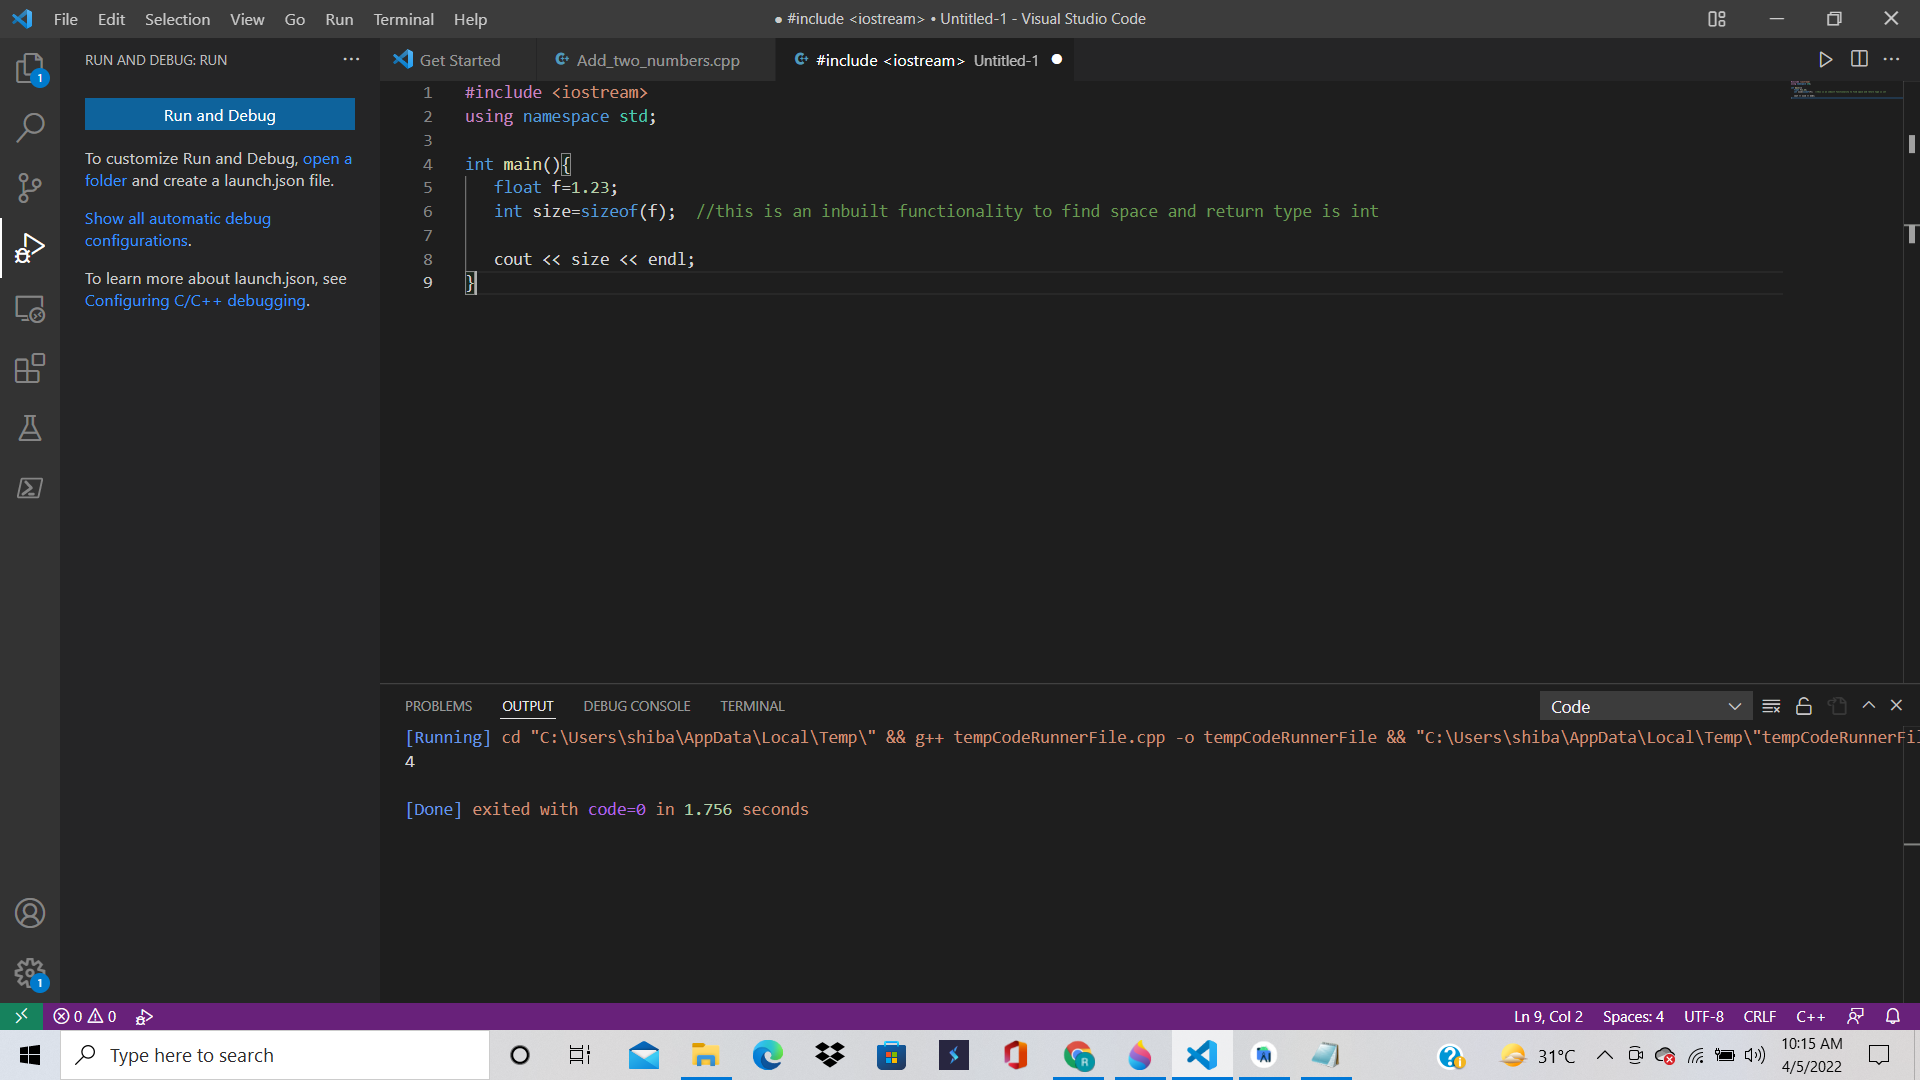 File Edit Selection View Go Run Terminal Help
● #include <iostream> • Untitled-1 - Visual Studio Code
RUN AND DEBUG: RUN
Run and Debug
To customize Run and Debug, open a
folder and create a launch.json file.
Show all automatic debug
configurations.
To learn more about launch.json, see
Configuring C/C++ debugging.
1
1
Get Started
Add_two_numbers.cpp
#include <iostream> Untitled-1
1 #include <iostream>
2 using namespace std;
3
4 int main(){
5 float f=1.23;
6 int size=sizeof(f); //this is an inbuilt functionality to find space and return type is int
7
8 cout << size << endl;
9 }
PROBLEMS OUTPUT DEBUG CONSOLE TERMINAL
Code
[Running] cd "C:\Users\shiba\AppData\Local\Temp\" && g++ tempCodeRunnerFile.cpp -o tempCodeRunnerFile && "C:\Users\shiba\AppData\Local\Temp\"tempCodeRunnerFil
4
[Done] exited with code=0 in 1.756 seconds
0 0
Ln 9, Col 2 Spaces: 4 UTF-8 CRLF C++
Type here to search
31°C
10:15 AM
4/5/2022